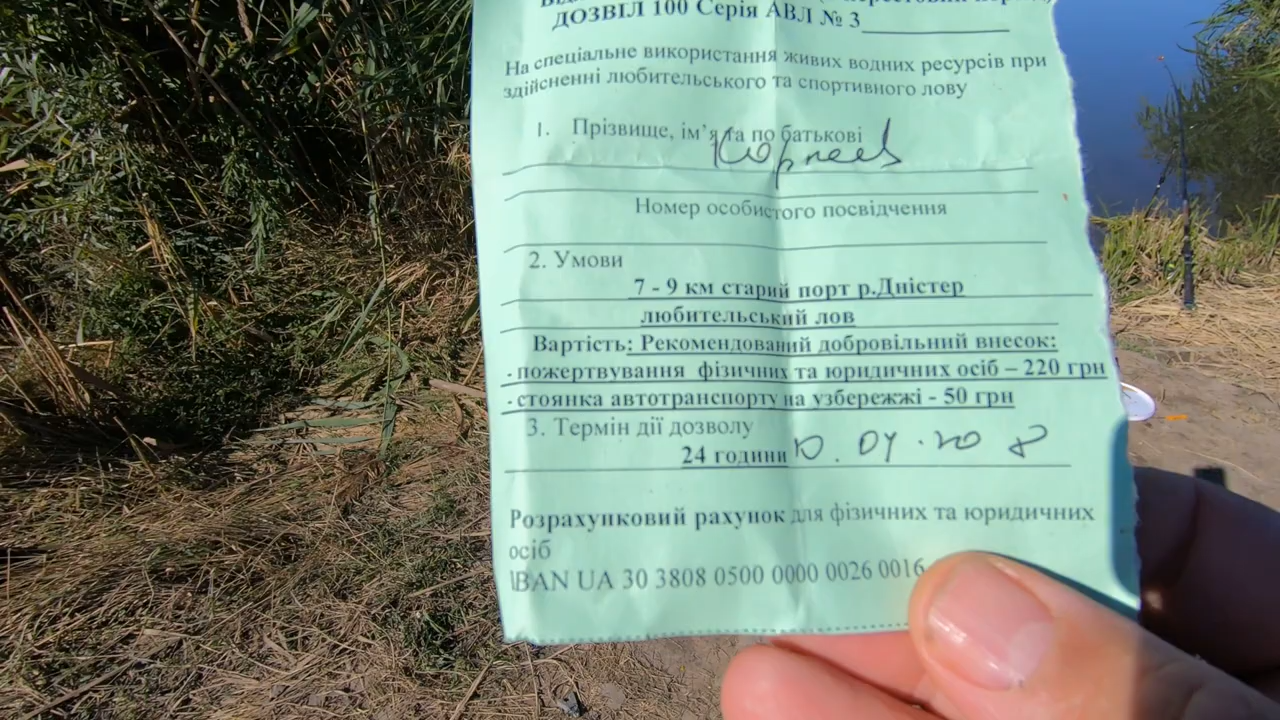 ДОЗВІЛ 100 Серія АВЛ № 3
На спеціальне використання живих водних ресурсів при
здійсненні любительського та спортивного лову
1. Прізвище, ім’я та по батькові
Номер особистого посвідчення
2. Умови
7 - 9 км старий порт р.Дністер
любительський лов
Вартість: Рекомендований добровільний внесок:
- пожертвування фізичних та юридичних осіб – 220 грн
- стоянка автотранспорту на узбережжі - 50 грн
3. Термін дії дозволу
24 години
Розрахунковий рахунок для фізичних та юридичних
осіб
IBAN UA 30 3808 0500 0000 0026 0016